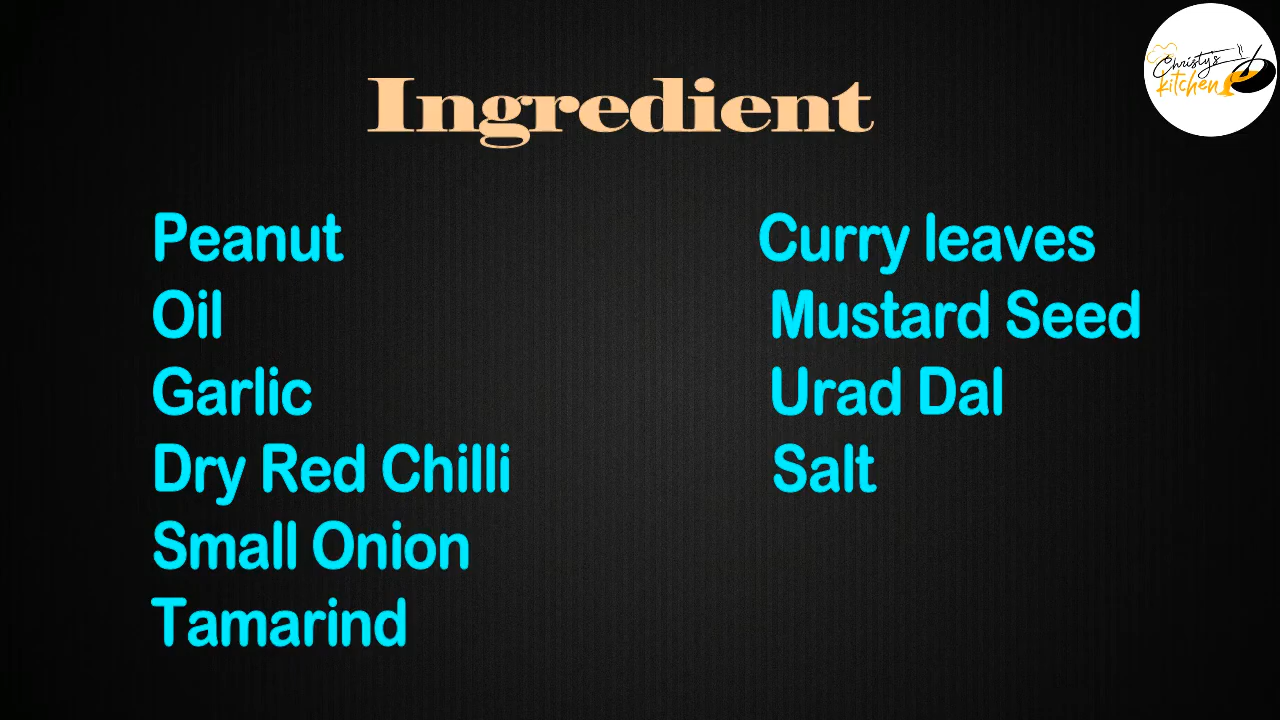 Christy's
kitchen
Ingredient
Peanut
Oil
Garlic
Dry Red Chilli
Small Onion
Tamarind
Curry leaves
Mustard Seed
Urad Dal
Salt